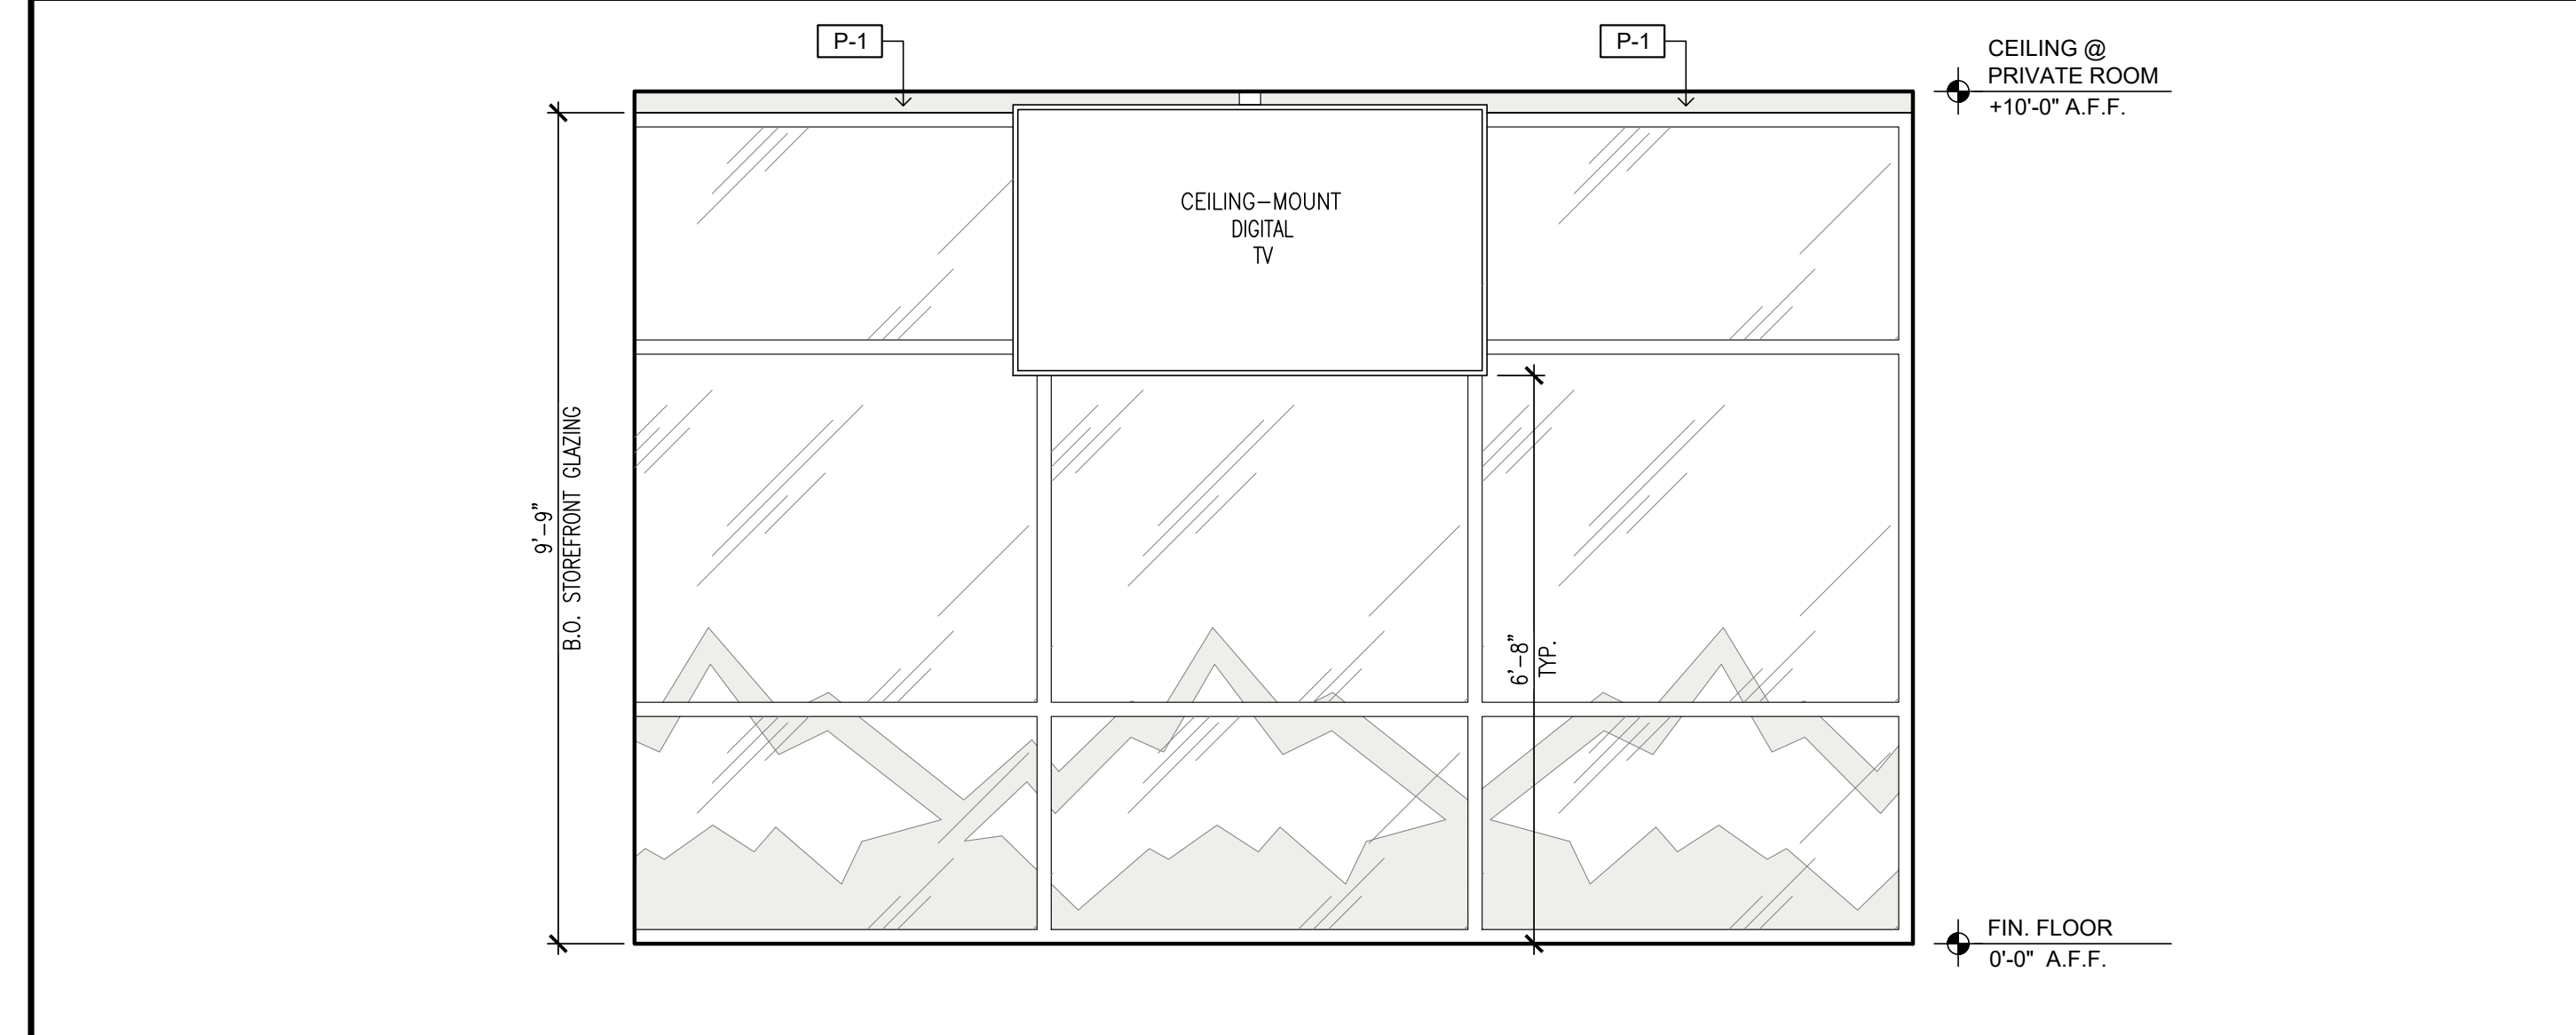 P-1
P-1
CEILING @
PRIVATE ROOM
+10'-0" A.F.F.
CEILING-MOUNT
DIGITAL
TV
9'-9"
B.O. STOREFRONT GLAZING
6'-8"
TYP.
FIN. FLOOR
0'-0" A.F.F.